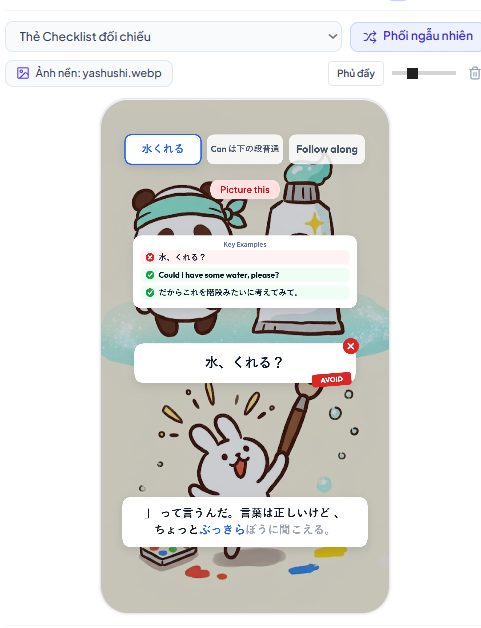 Thẻ Checklist đối chiếu
Phối ngẫu nhiên
Ảnh nền: yashushi.webp
Phủ đầy
水くれる
Can は下の段普通
Follow along
Picture this
Key Examples
水、くれる？
Could I have some water, please?
だからこれを階段みたいに考えてみて。
水、くれる？
AVOID
」 って言うんだ。言葉は正しいけど 、
ちょっとぶっきらぼうに聞こえる。